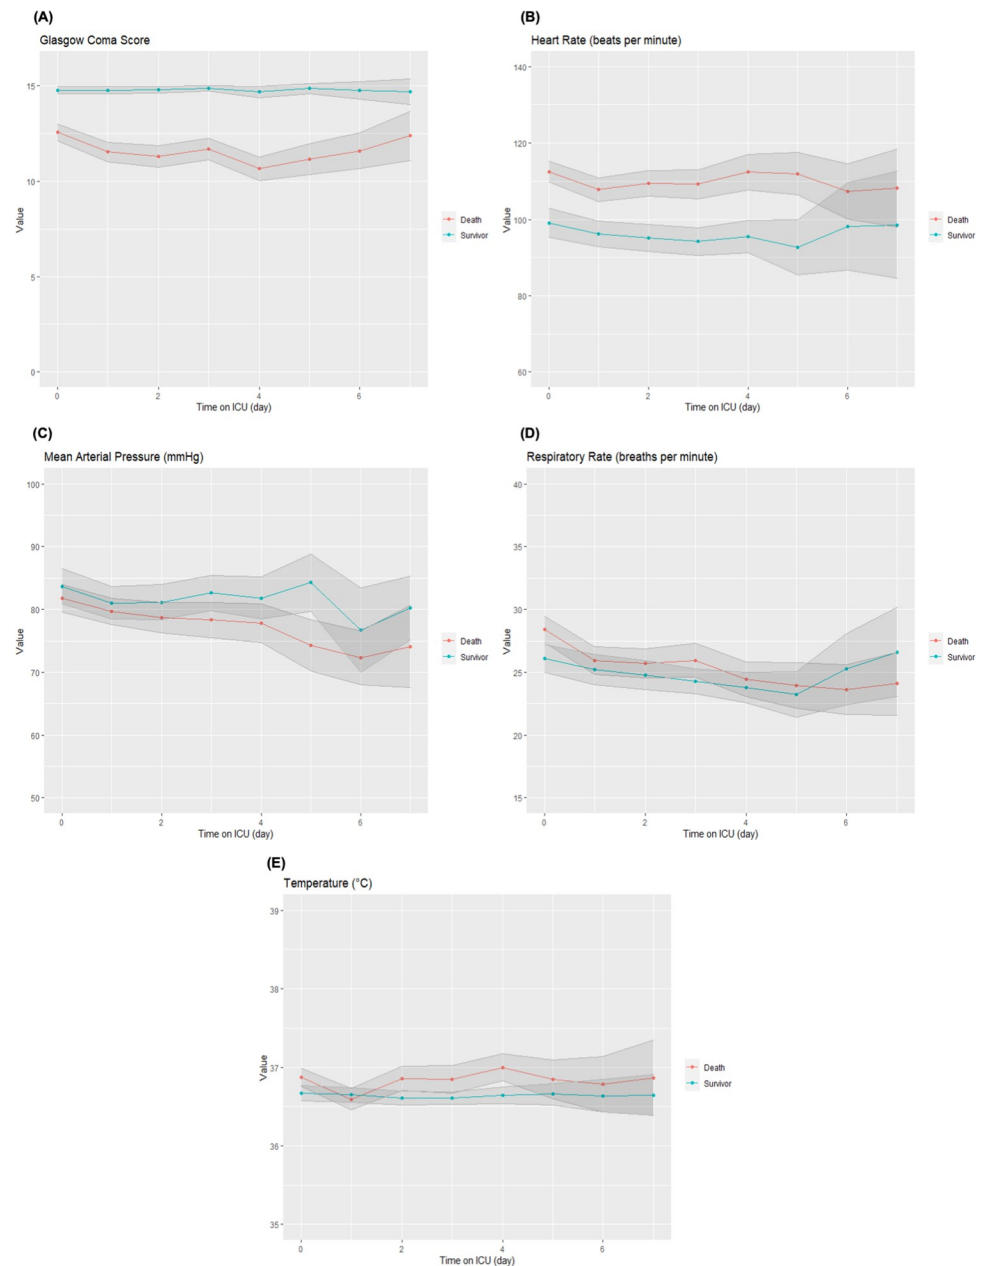 (A)
Glasgow Coma Score
15
10
5
0
Value
0 2 4 6
Time on ICU (day)
Death
Survivor
(B)
Heart Rate (beats per minute)
140
120
100
80
60
Value
0 2 4 6
Time on ICU (day)
Death
Survivor
(C)
Mean Arterial Pressure (mmHg)
100
90
80
70
60
50
Value
0 2 4 6
Time on ICU (day)
Death
Survivor
(D)
Respiratory Rate (breaths per minute)
40
35
30
25
20
15
Value
0 2 4 6
Time on ICU (day)
Death
Survivor
(E)
Temperature (°C)
39
38
37
36
35
Value
0 2 4 6
Time on ICU (day)
Death
Survivor